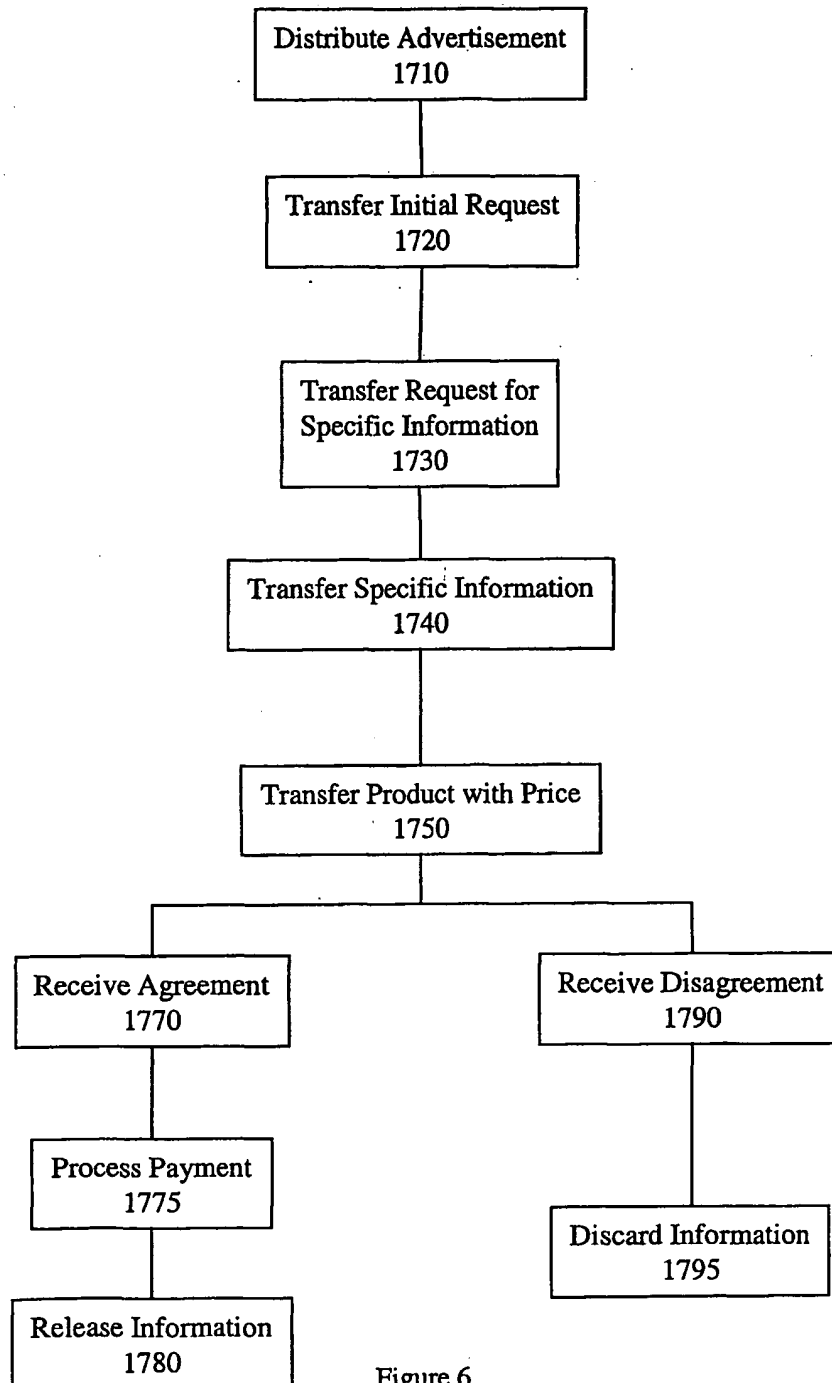 Distribute Advertisement
1710
Transfer Initial Request
1720
Transfer Request for
Specific Information
1730
Transfer Specific Information
1740
Transfer Product with Price
1750
Receive Agreement
1770
Receive Disagreement
1790
Process Payment
1775
Discard Information
1795
Release Information
1780
Figure 6